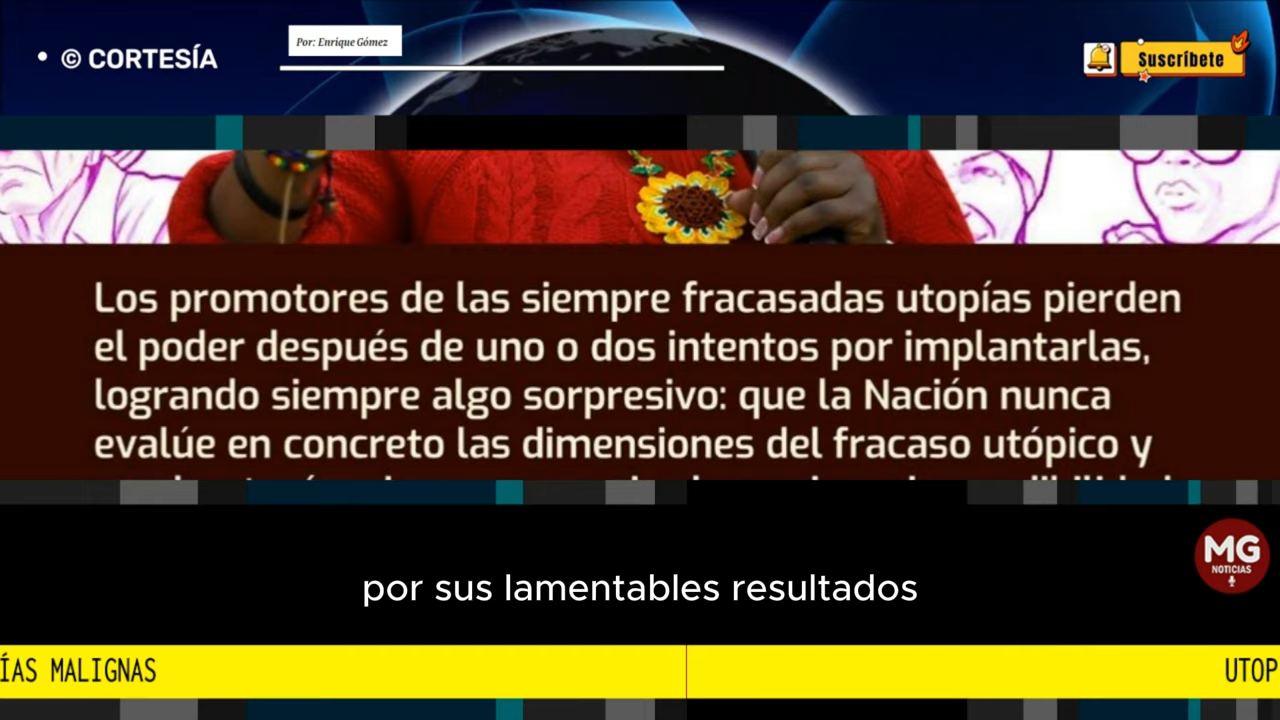 • © CORTESÍA
Por: Enrique Gómez
Suscríbete
Los promotores de las siempre fracasadas utopías pierden
el poder después de uno o dos intentos por implantarlas,
logrando siempre algo sorpresivo: que la Nación nunca
evalúe en concreto las dimensiones del fracaso utópico y
MG
NOTICIAS
por sus lamentables resultados
ÍAS MALIGNAS
UTOP